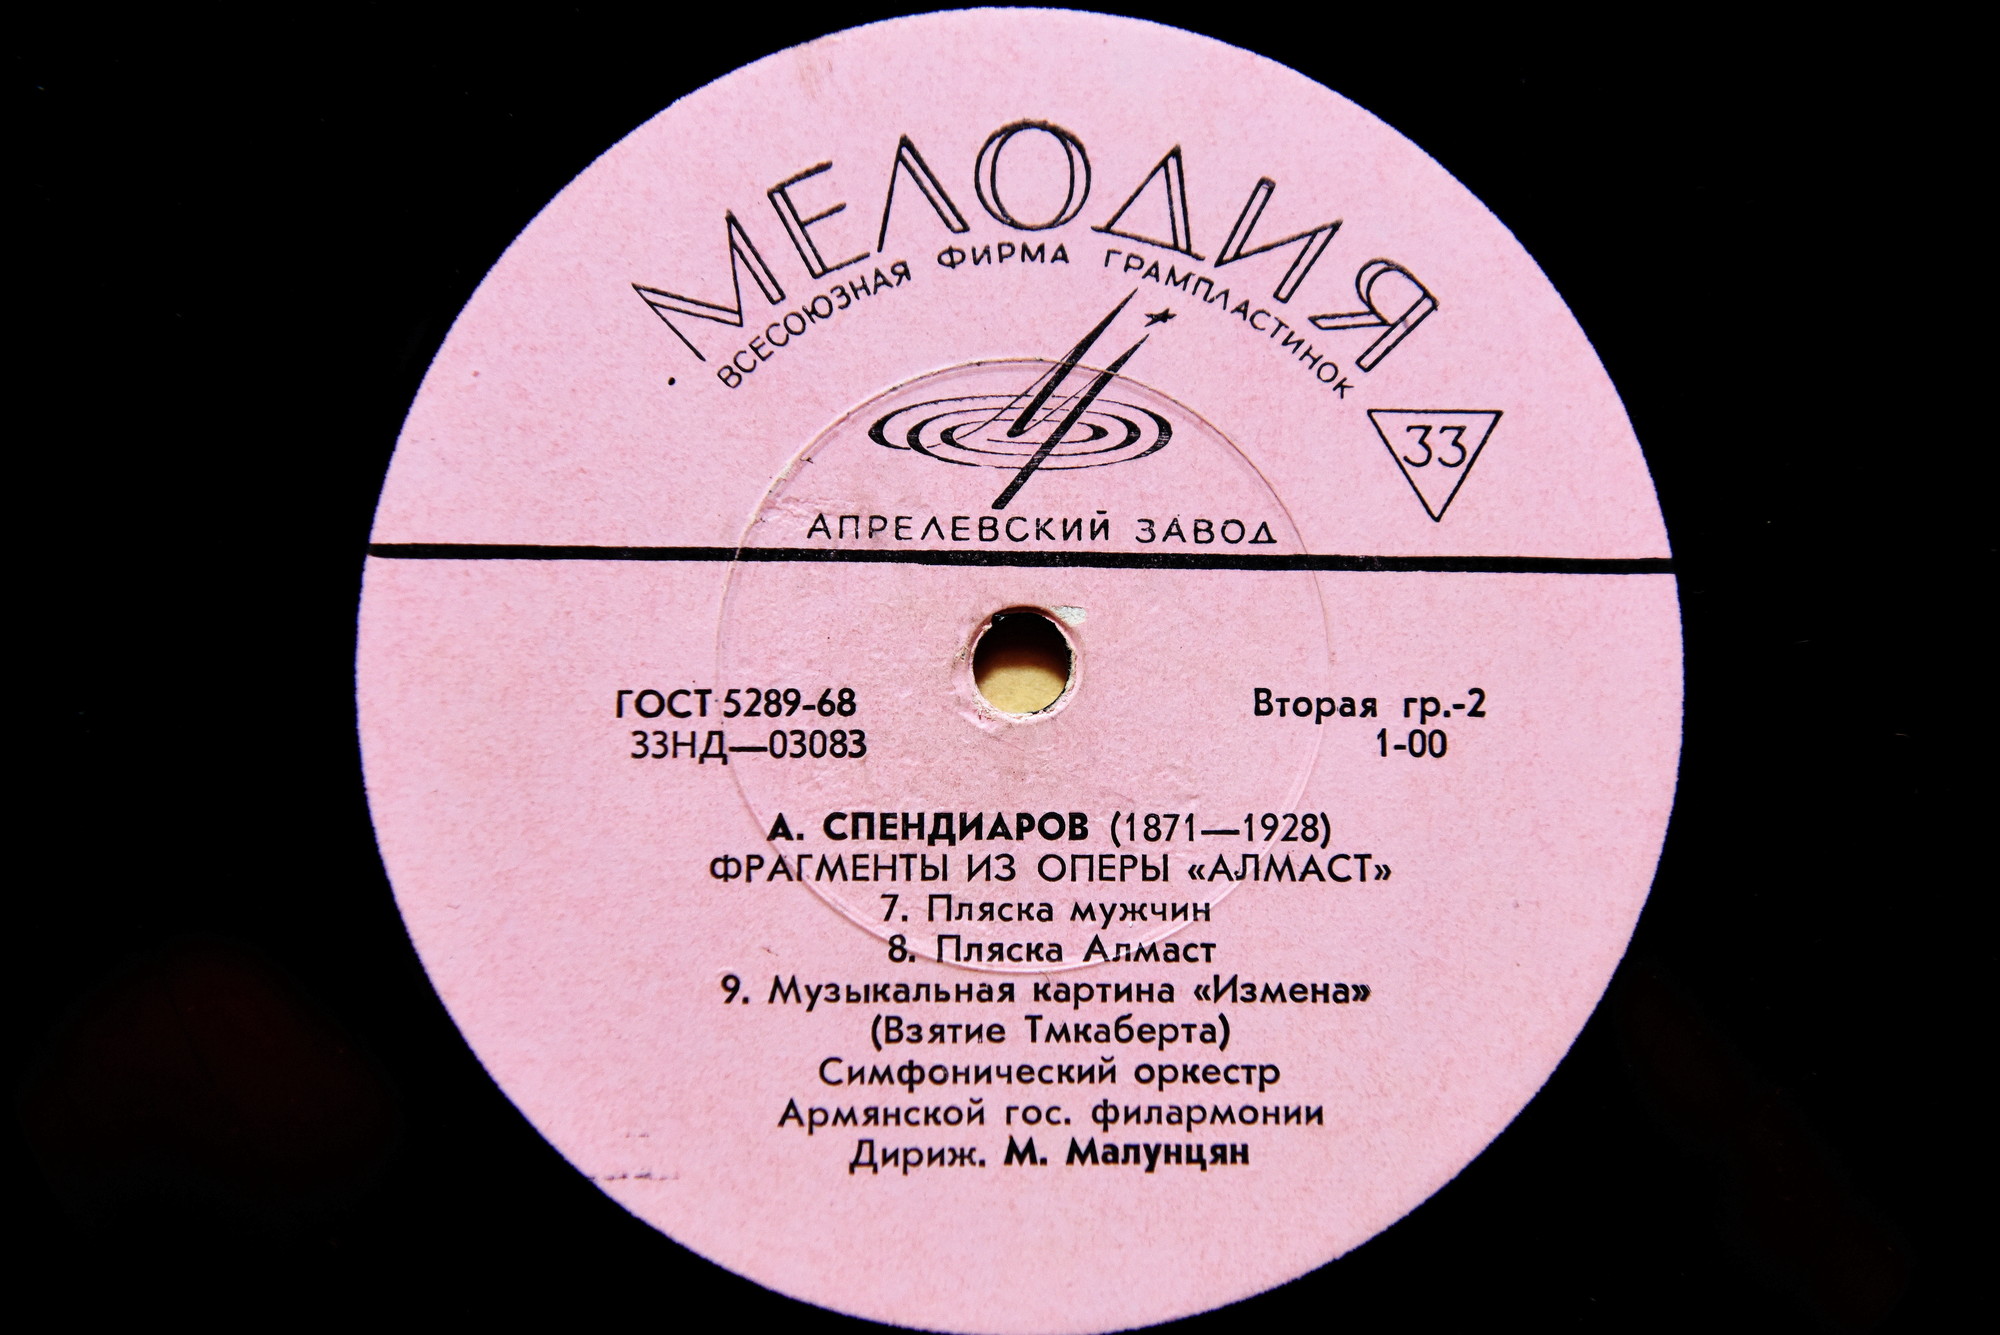 МЕЛОДИЯ
ВСЕСОЮЗНАЯ ФИРМА ГРАМПЛАСТИНОК
33
АПРЕЛЕВСКИЙ ЗАВОД
ГОСТ 5289-68
Вторая гр.-2
33НД—03083
1-00
А. СПЕНДИАРОВ (1871—1928)
ФРАГМЕНТЫ ИЗ ОПЕРЫ «АЛМАСТ»
7. Пляска мужчин
8. Пляска Алмаст
9. Музыкальная картина «Измена»
(Взятие Тмкаберта)
Симфонический оркестр
Армянской гос. филармонии
Дириж. М. Малунцян